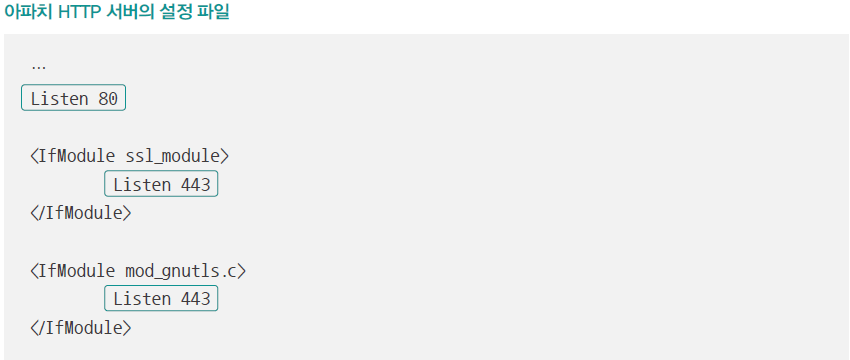 아파치 HTTP 서버의 설정 파일
...
Listen 80
<IfModule ssl_module>
Listen 443
</IfModule>
<IfModule mod_gnutls.c>
Listen 443
</IfModule>